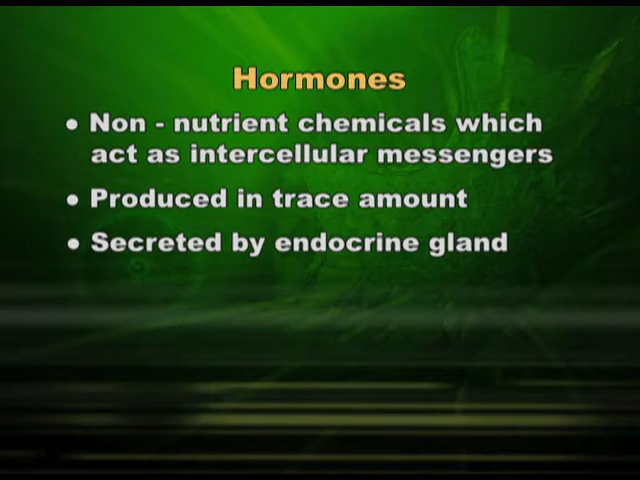 Hormones
● Non - nutrient chemicals which
act as intercellular messengers
● Produced in trace amount
● Secreted by endocrine gland